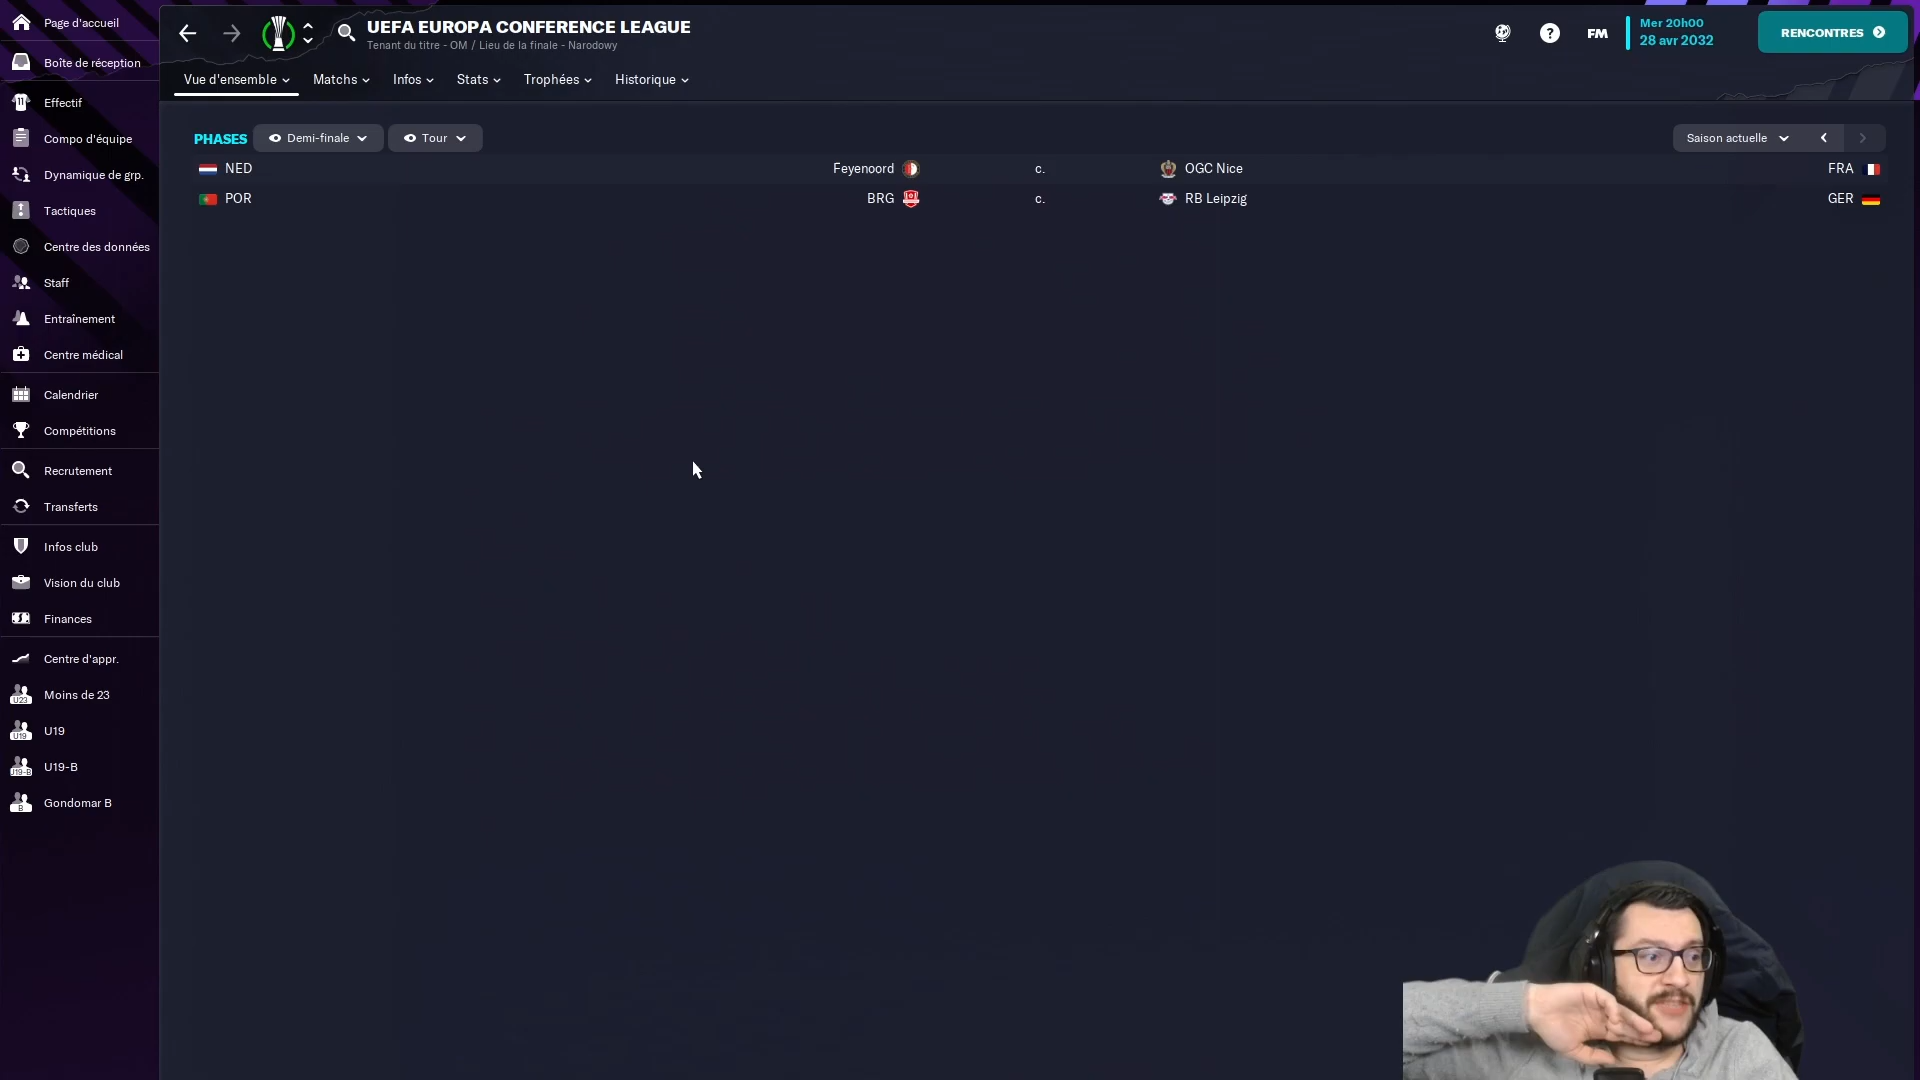 Page d'accueil
Boîte de réception
Effectif
Compo d'équipe
Dynamique de grp.
Tactiques
Centre des données
Staff
Entraînement
Centre médical
Calendrier
Compétitions
Recrutement
Transferts
Infos club
Vision du club
Finances
Centre d'appr.
U23
Moins de 23
U19
U19
U19-B
U19-B
B
Gondomar B
UEFA EUROPA CONFERENCE LEAGUE
Tenant du titre - OM / Lieu de la finale - Narodowy
? FM
Mer 20h00
28 avr 2032
RENCONTRES
Vue d'ensemble Matchs Infos Stats Trophées Historique
PHASES Demi-finale Tour Saison actuelle
NED Feyenoord c. OGC Nice FRA
POR BRG c. RB Leipzig GER